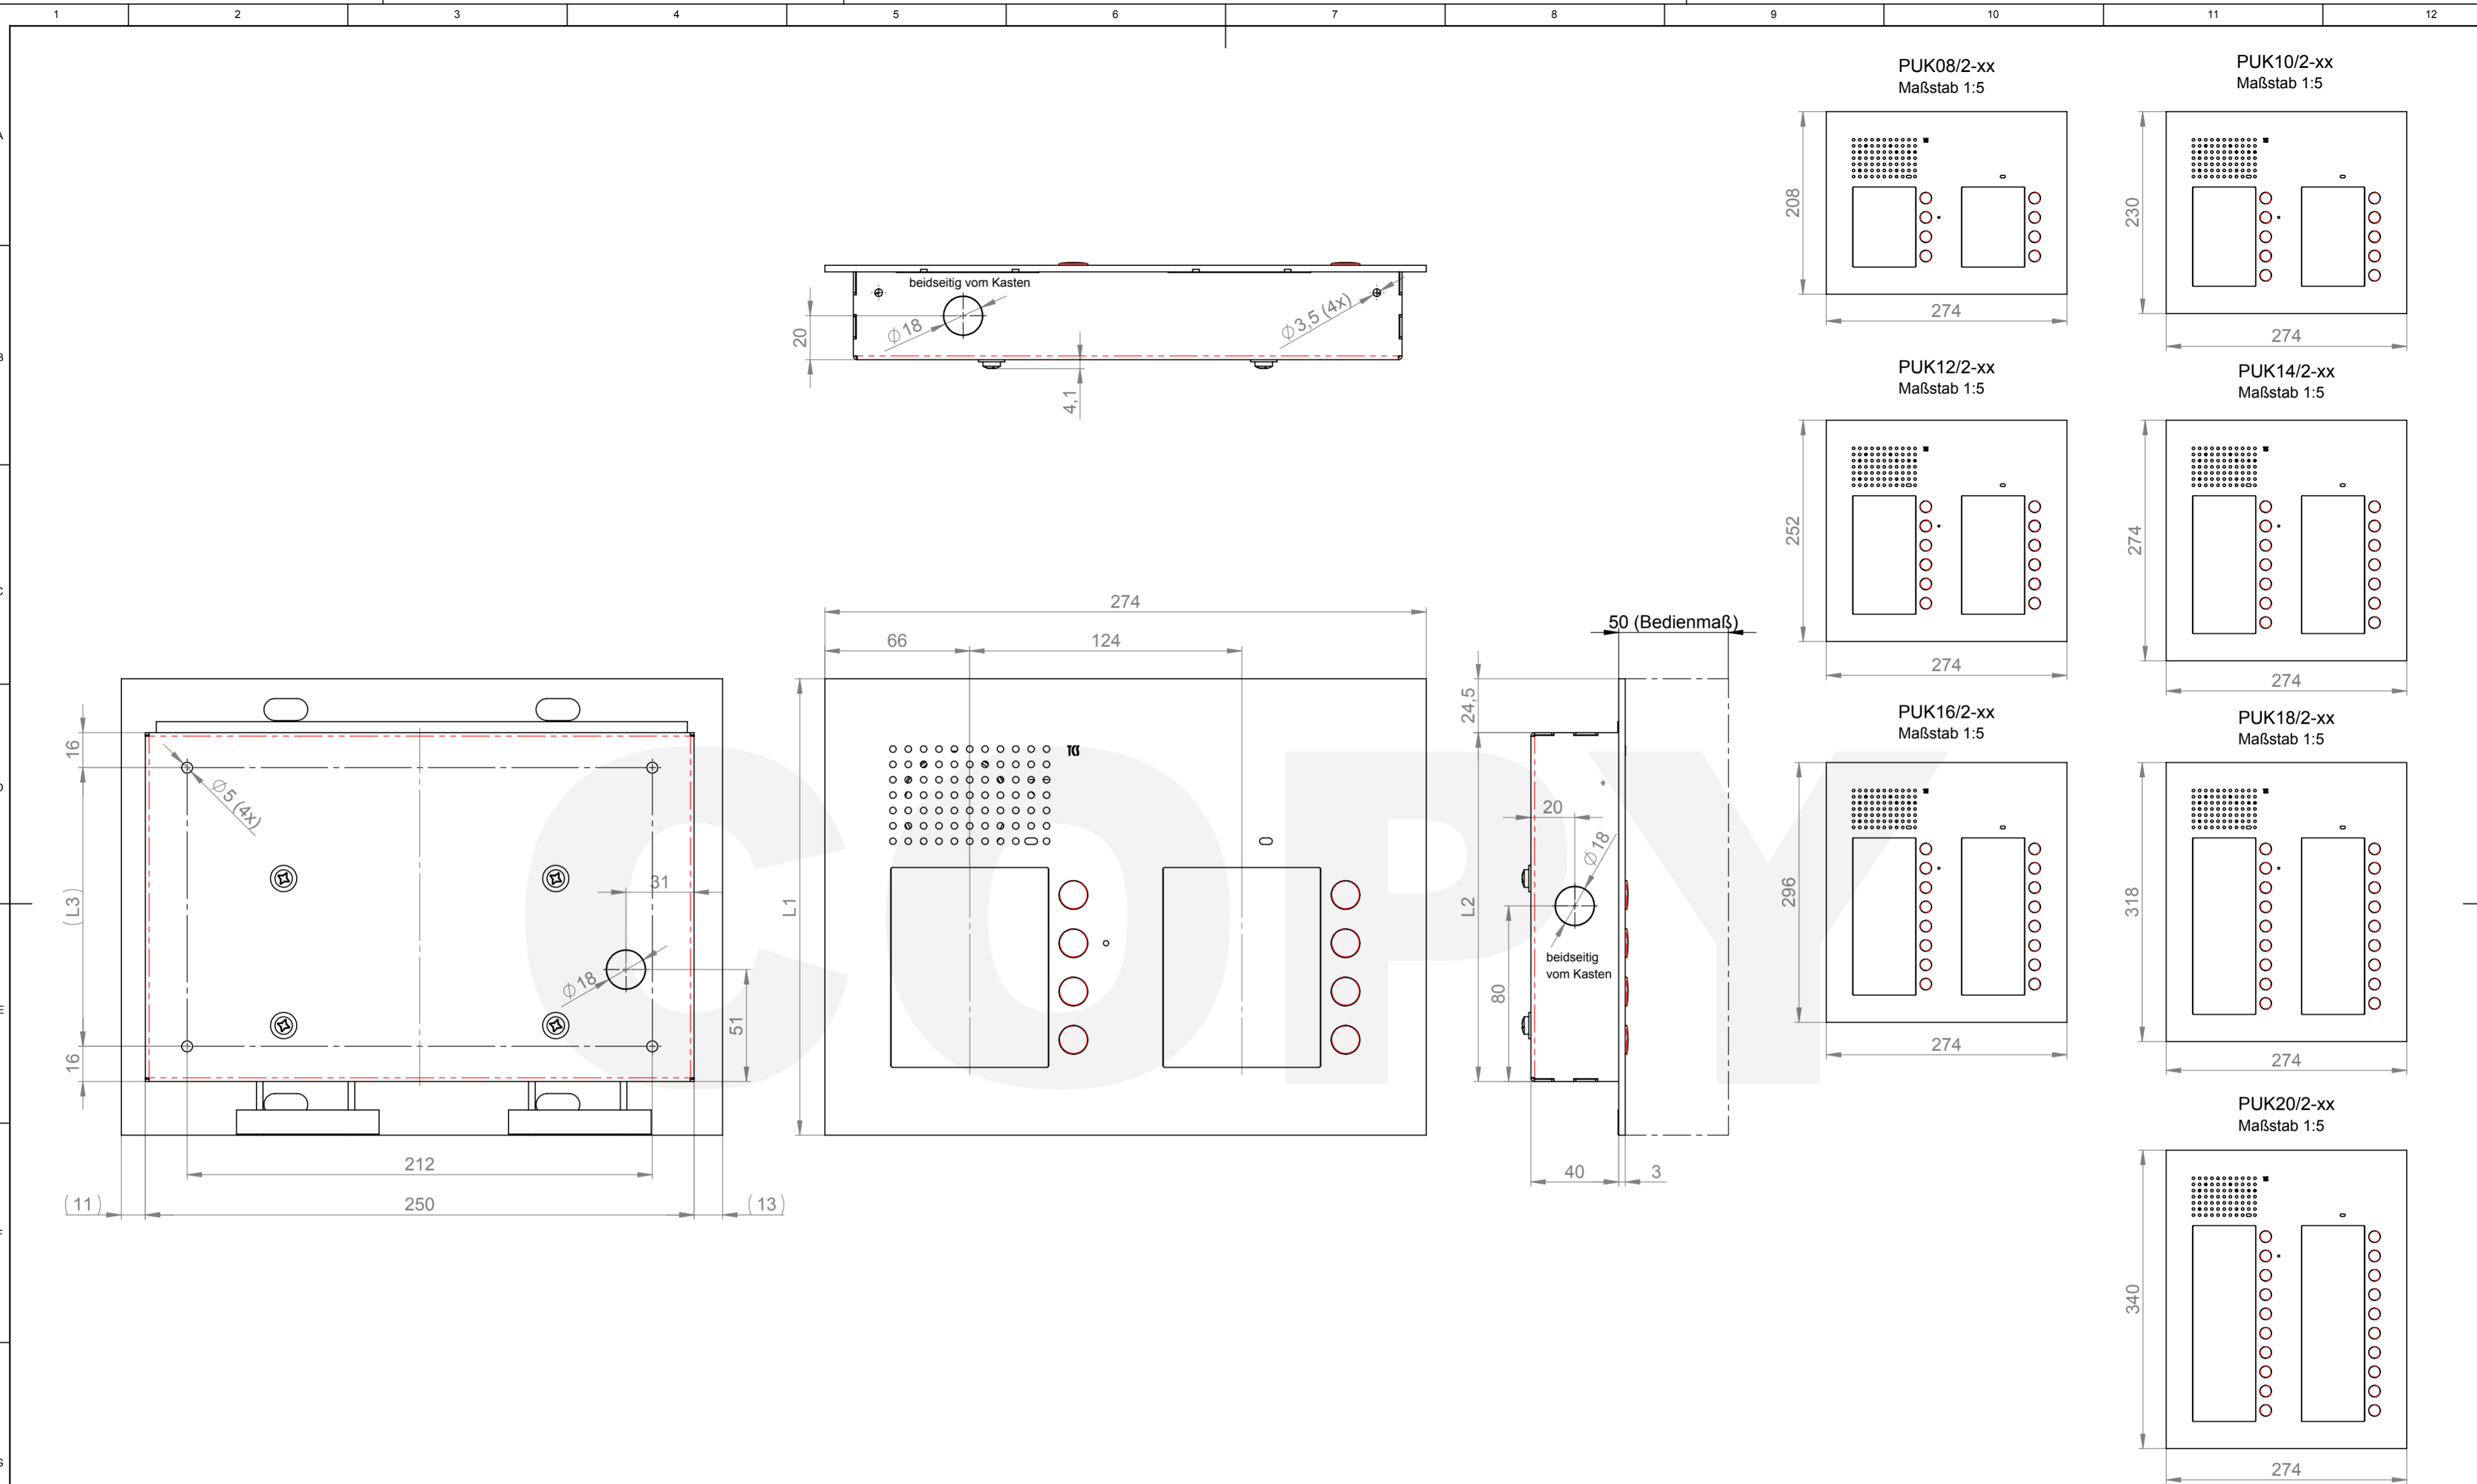 1 2 3 4 5 6 7 8 9 10 11 12
A
B
C
D
E
F
G
PUK08/2-xx
Maßstab 1:5
208
274
PUK10/2-xx
Maßstab 1:5
230
274
beidseitig vom Kasten
20
Ø18
Ø3,5 (4x)
4,1
PUK12/2-xx
Maßstab 1:5
252
274
PUK14/2-xx
Maßstab 1:5
274
274
274
66
124
L1
TCS
50 (Bedienmaß)
24,5
L2
20
Ø18
beidseitig
vom Kasten
80
40
3
16
Ø5 (4x)
(L3)
31
Ø18
51
16
212
(11)
250
(13)
PUK16/2-xx
Maßstab 1:5
296
274
PUK18/2-xx
Maßstab 1:5
318
274
PUK20/2-xx
Maßstab 1:5
340
274
COPY